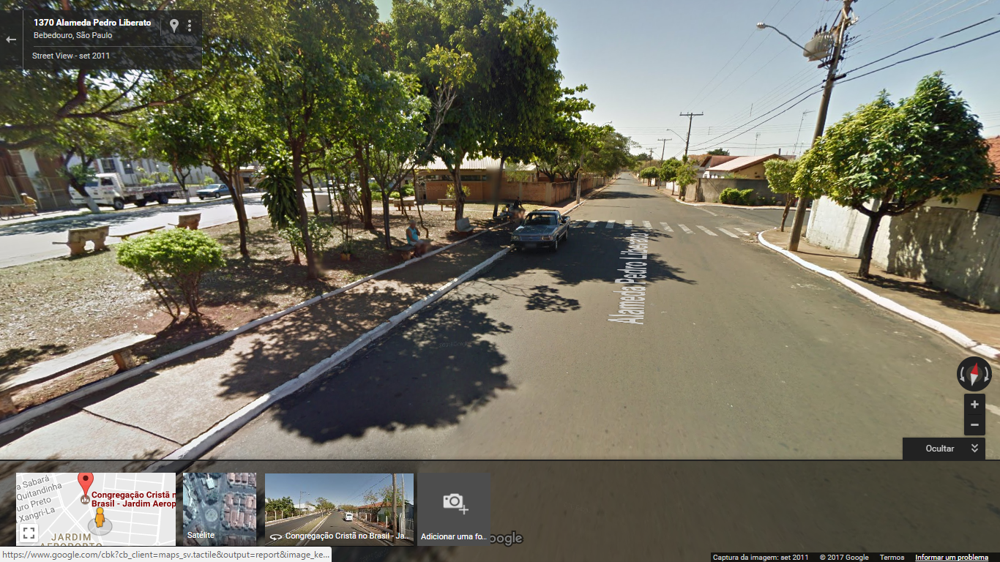 1370 Alameda Pedro Liberato
Bebedouro, São Paulo
Street View - set 2011
Alameda Pedro Liberato
Ocultar
a Sabará
Quitandinha
uro Preto
Xangri-La
Congregação Cristã n
Brasil - Jardim Aerop
JARDIM
AEROPORTO
Satélite
Congregação Cristã no Brasil - Ja...
Adicionar uma fo...
oogle
https://www.google.com/cbk?cb_client=maps_sv.tactile&output=report&image_ke...
Captura da imagem: set 2011 © 2017 Google Termos Informar um problema